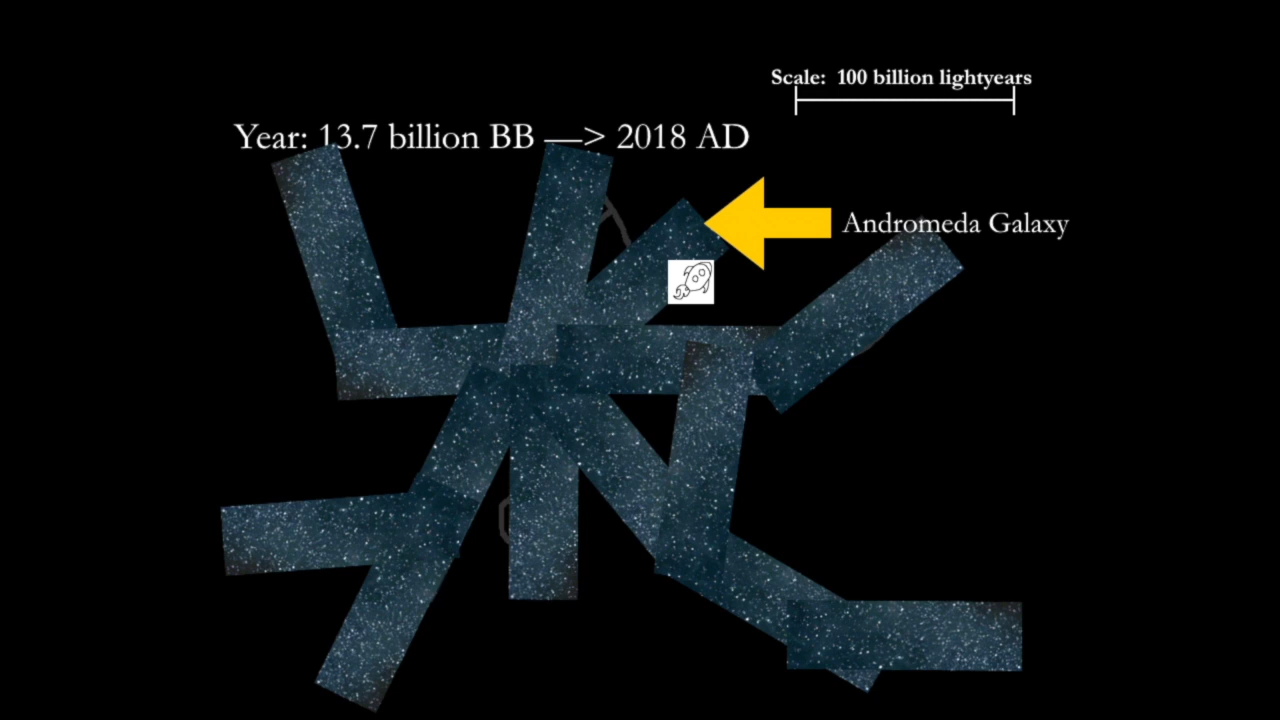 Scale:  100 billion lightyears
Year: 13.7 billion BB —> 2018 AD
Andromeda Galaxy